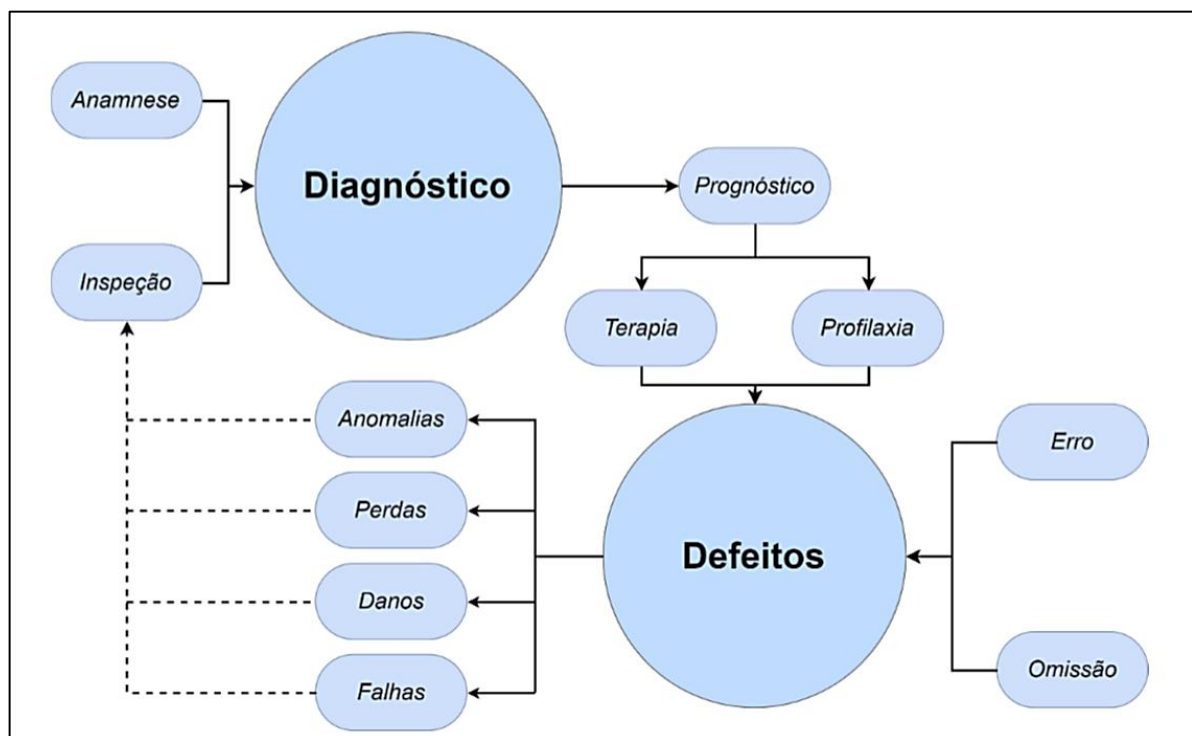 Anamnese
Diagnóstico
Prognóstico
Inspeção
Terapia
Profilaxia
Anomalias
Erro
Perdas
Defeitos
Danos
Omissão
Falhas